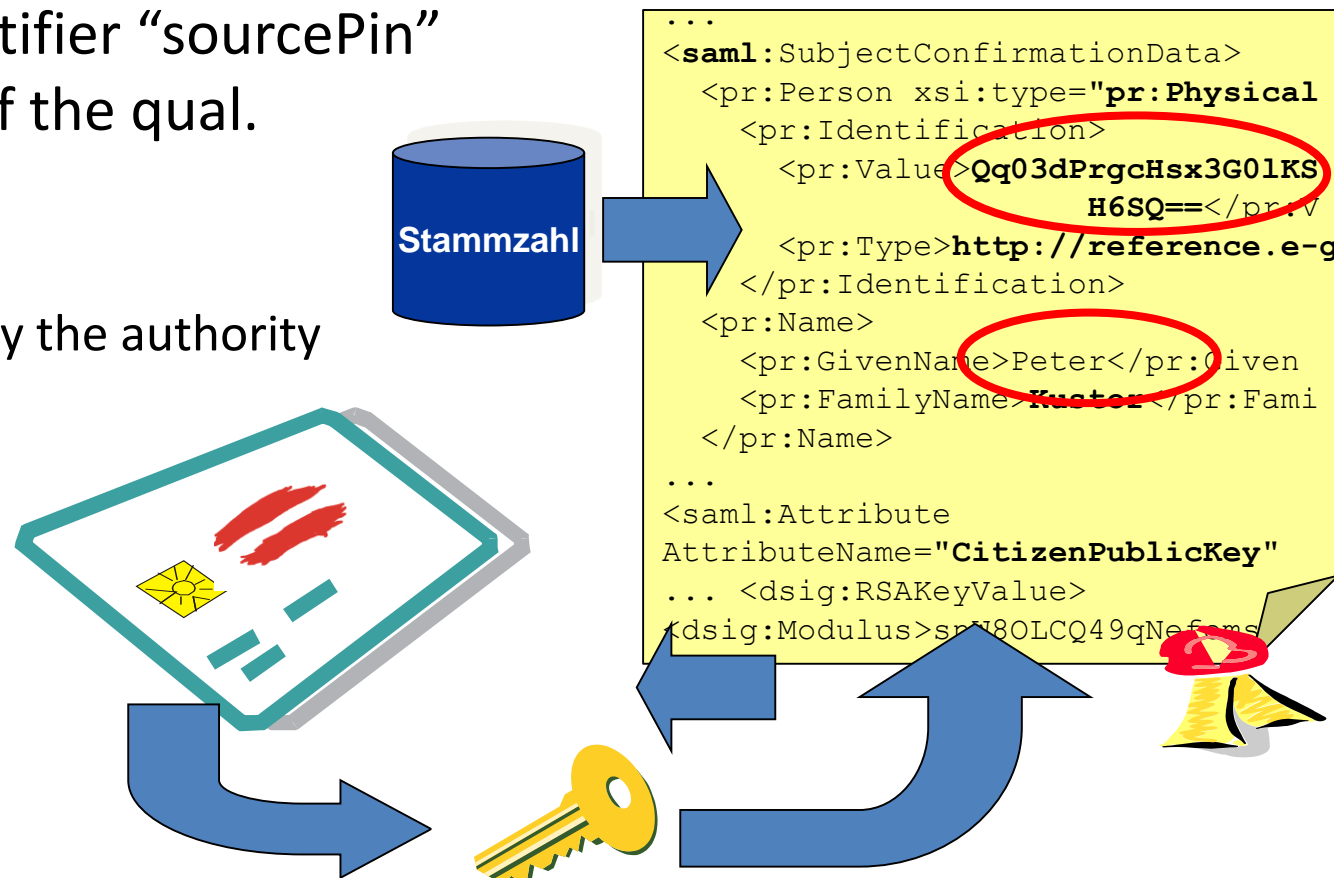 tifier “sourcePin”
f the qual.
y the authority
Stammzahl
...
<saml:SubjectConfirmationData>
<pr:Person xsi:type="pr:Physical
<pr:Identification>
<pr:Value>Qq03dPrgcHsx3G0lKS
H6SQ==</pr:V
<pr:Type>http://reference.e-g
</pr:Identification>
<pr:Name>
<pr:GivenName>Peter</pr:Given
<pr:FamilyName>Kustor</pr:Fami
</pr:Name>
...
<saml:Attribute
AttributeName="CitizenPublicKey"
... <dsig:RSAKeyValue>
<dsig:Modulus>snW8OLCQ49qNefems